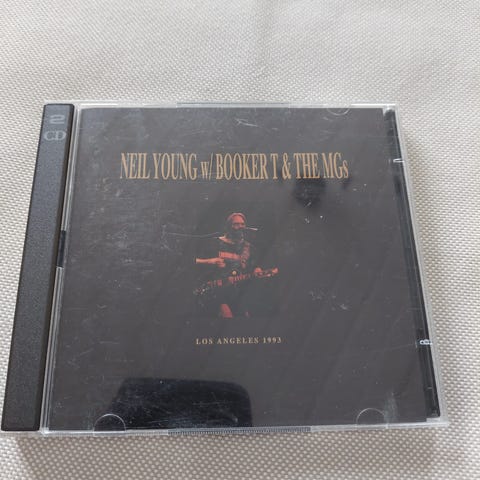 2
CD
NEIL YOUNG w/ BOOKER T & THE MGs
LOS ANGELES 1993